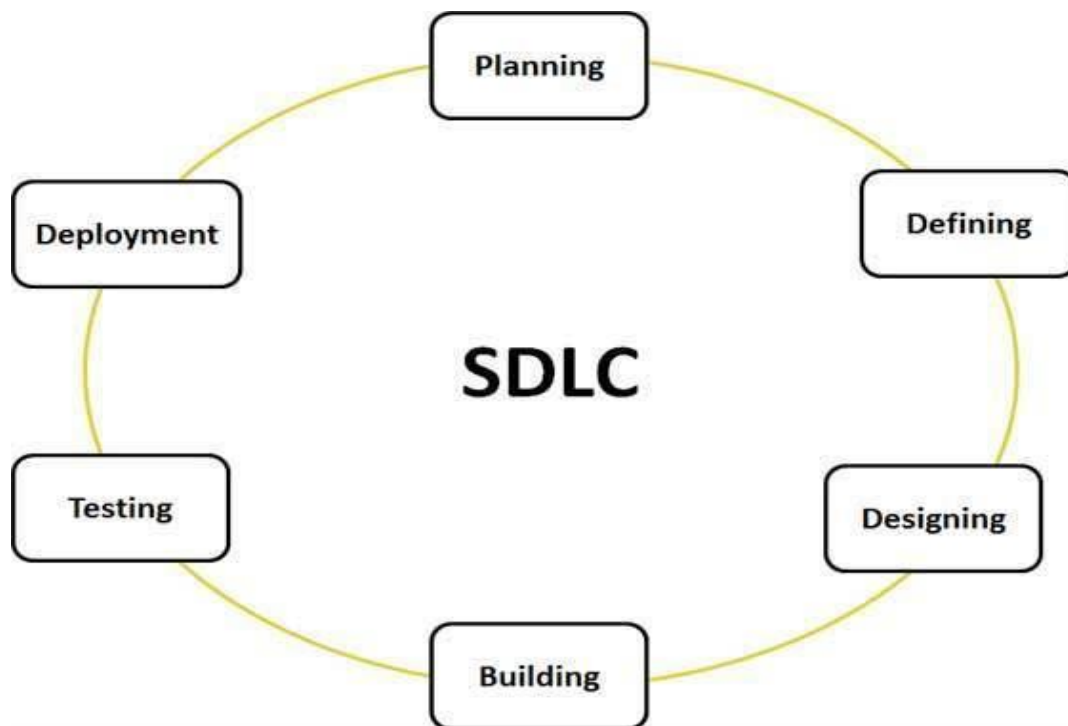 Planning
Defining
Designing
Building
Testing
Deployment
SDLC